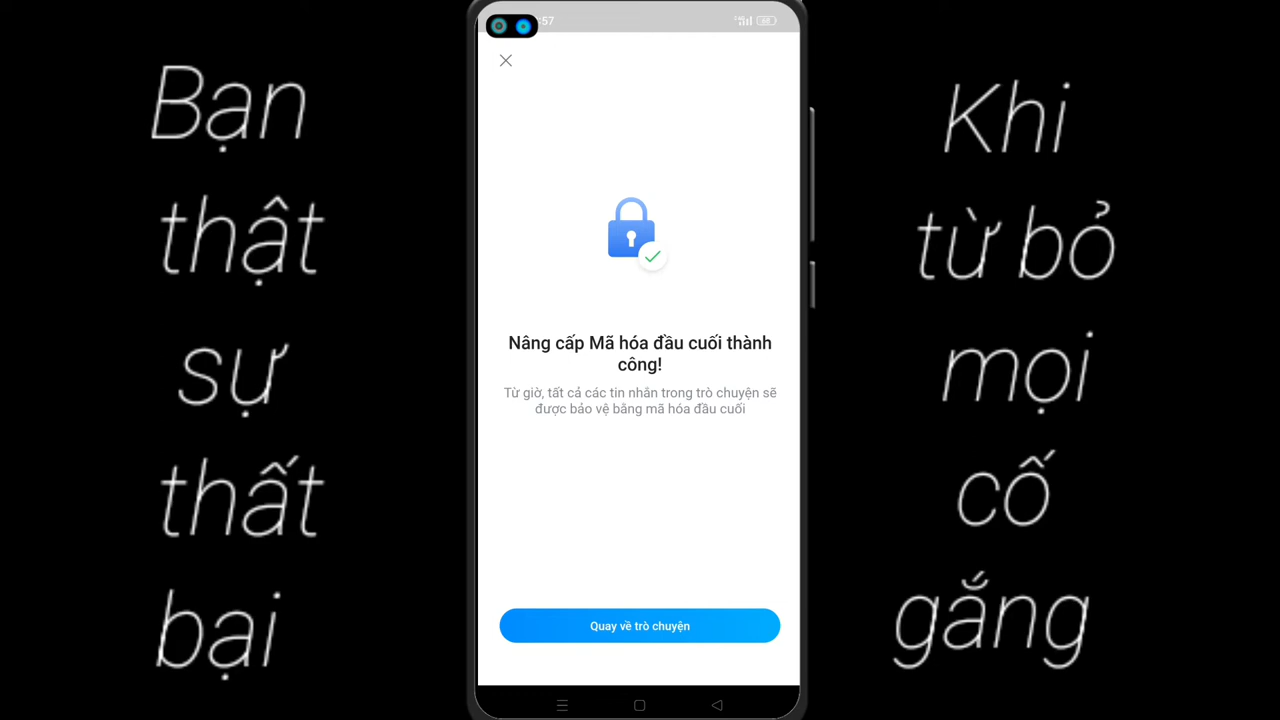 Bạn
thật
sự
thất
bại
:57
Nâng cấp Mã hóa đầu cuối thành
công!
Từ giờ, tất cả các tin nhắn trong trò chuyện sẽ
được bảo vệ bằng mã hóa đầu cuối
Quay về trò chuyện
Khi
từ bỏ
mọi
cố
gắng